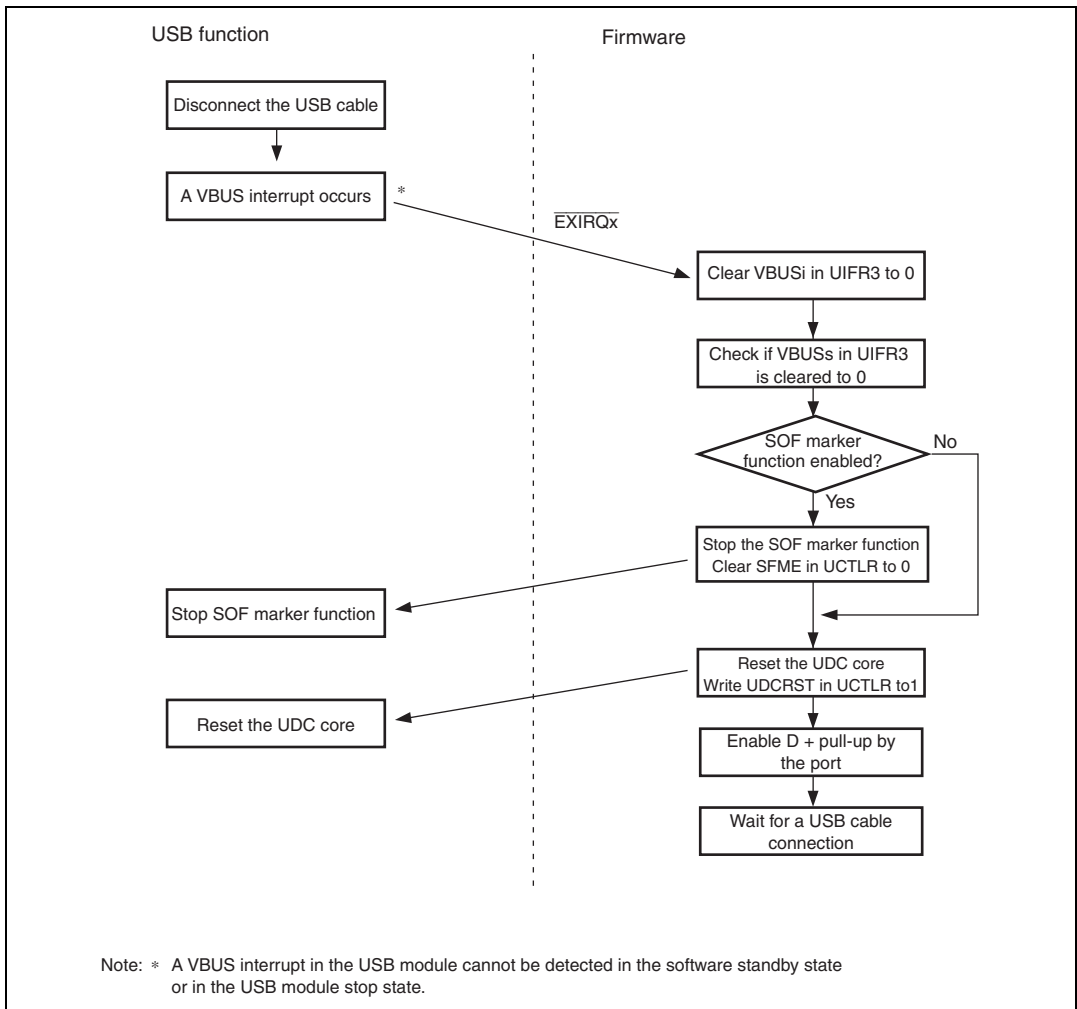 USB function
Firmware
Disconnect the USB cable
A VBUS interrupt occurs
*
EXIRQx
Clear VBUSi in UIFR3 to 0
Check if VBUSs in UIFR3
is cleared to 0
SOF marker
function enabled?
No
Yes
Stop the SOF marker function
Clear SFME in UCTLR to 0
Stop SOF marker function
Reset the UDC core
Write UDCRST in UCTLR to1
Reset the UDC core
Enable D + pull-up by
the port
Wait for a USB cable
connection
Note: * A VBUS interrupt in the USB module cannot be detected in the software standby state
or in the USB module stop state.